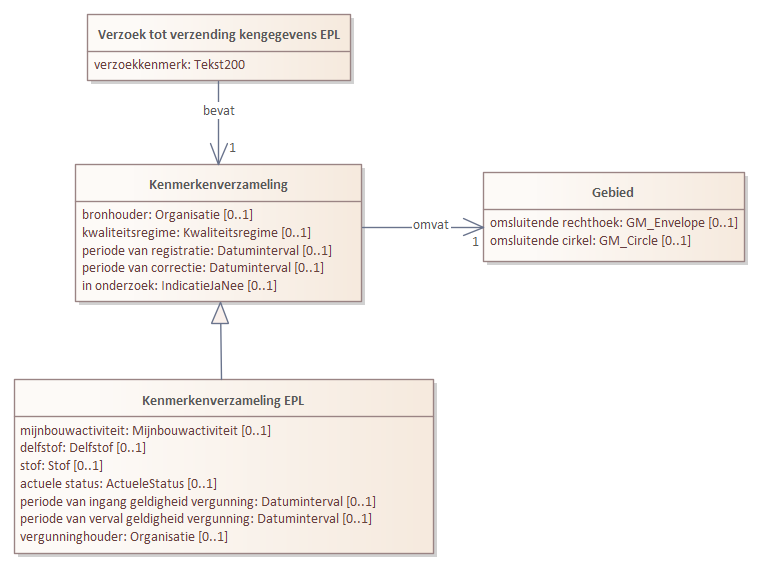 Verzoek tot verzending kengegevens EPL
verzoekkenmerk: Tekst200
bevat
1
Kenmerkenverzameling
bronhouder: Organisatie [0..1]
kwaliteitsregime: Kwaliteitsregime [0..1]
periode van registratie: Datuminterval [0..1]
periode van correctie: Datuminterval [0..1]
in onderzoek: IndicatieJaNee [0..1]
omvat
1
Gebied
omsluitende rechthoek: GM_Envelope [0..1]
omsluitende cirkel: GM_Circle [0..1]
Kenmerkenverzameling EPL
mijnbouwactiviteit: Mijnbouwactiviteit [0..1]
delfstof: Delfstof [0..1]
stof: Stof [0..1]
actuele status: ActueleStatus [0..1]
periode van ingang geldigheid vergunning: Datuminterval [0..1]
periode van verval geldigheid vergunning: Datuminterval [0..1]
vergunninghouder: Organisatie [0..1]